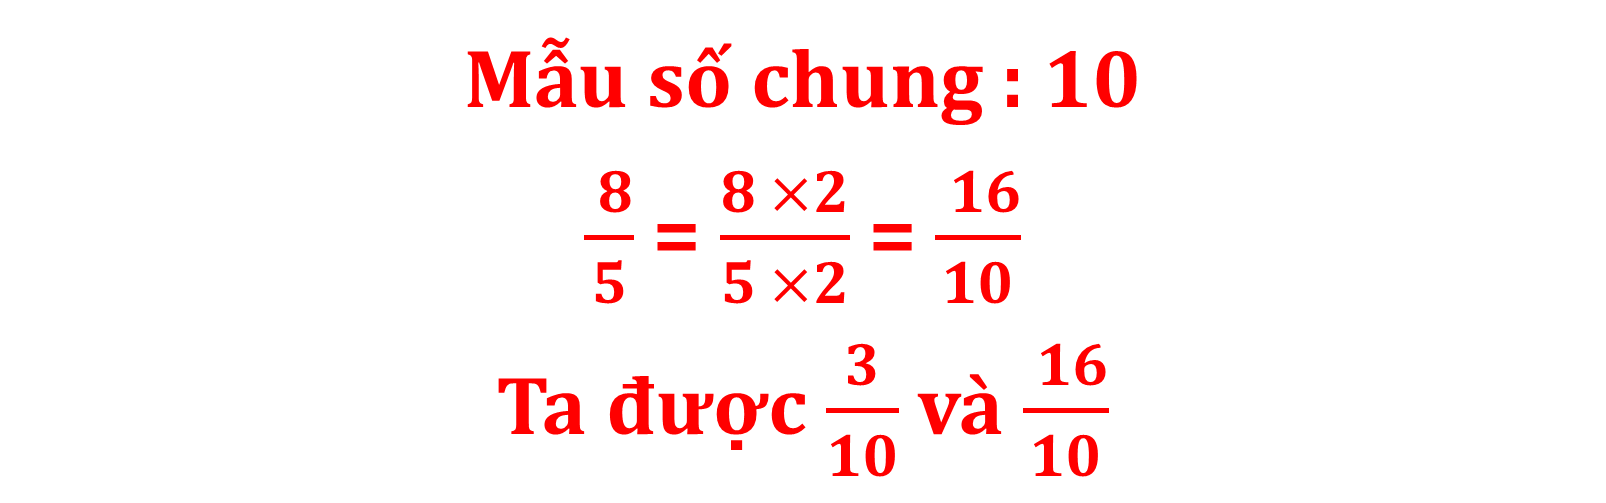 Mẫu số chung : 10
8/5 = 8 ×2/5 ×2 = 16/10
Ta được 3/10 và 16/10